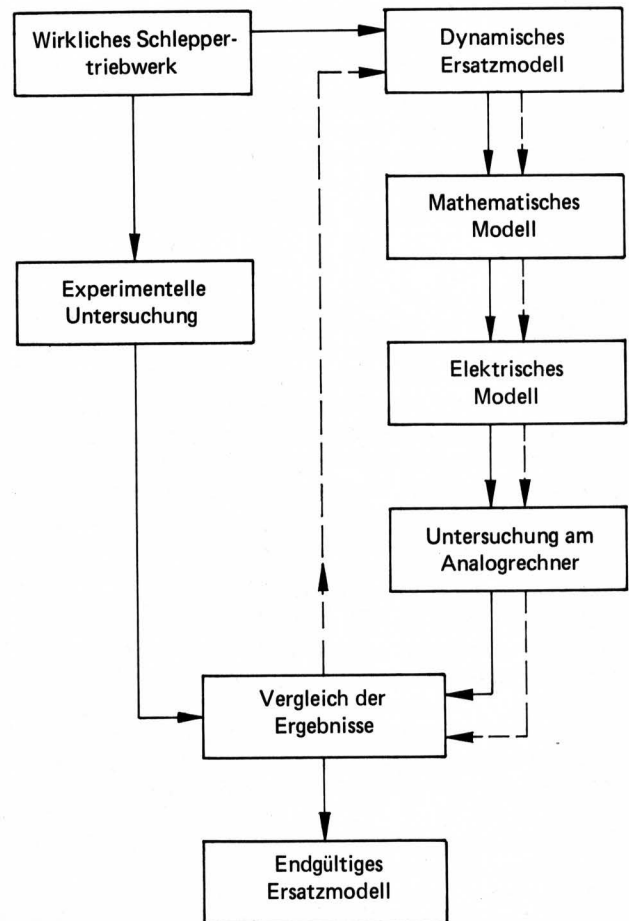 Wirkliches Schlepper-
triebwerk
Dynamisches
Ersatzmodell
Mathematisches
Modell
Experimentelle
Untersuchung
Elektrisches
Modell
Untersuchung am
Analogrechner
Vergleich der
Ergebnisse
Endgültiges
Ersatzmodell